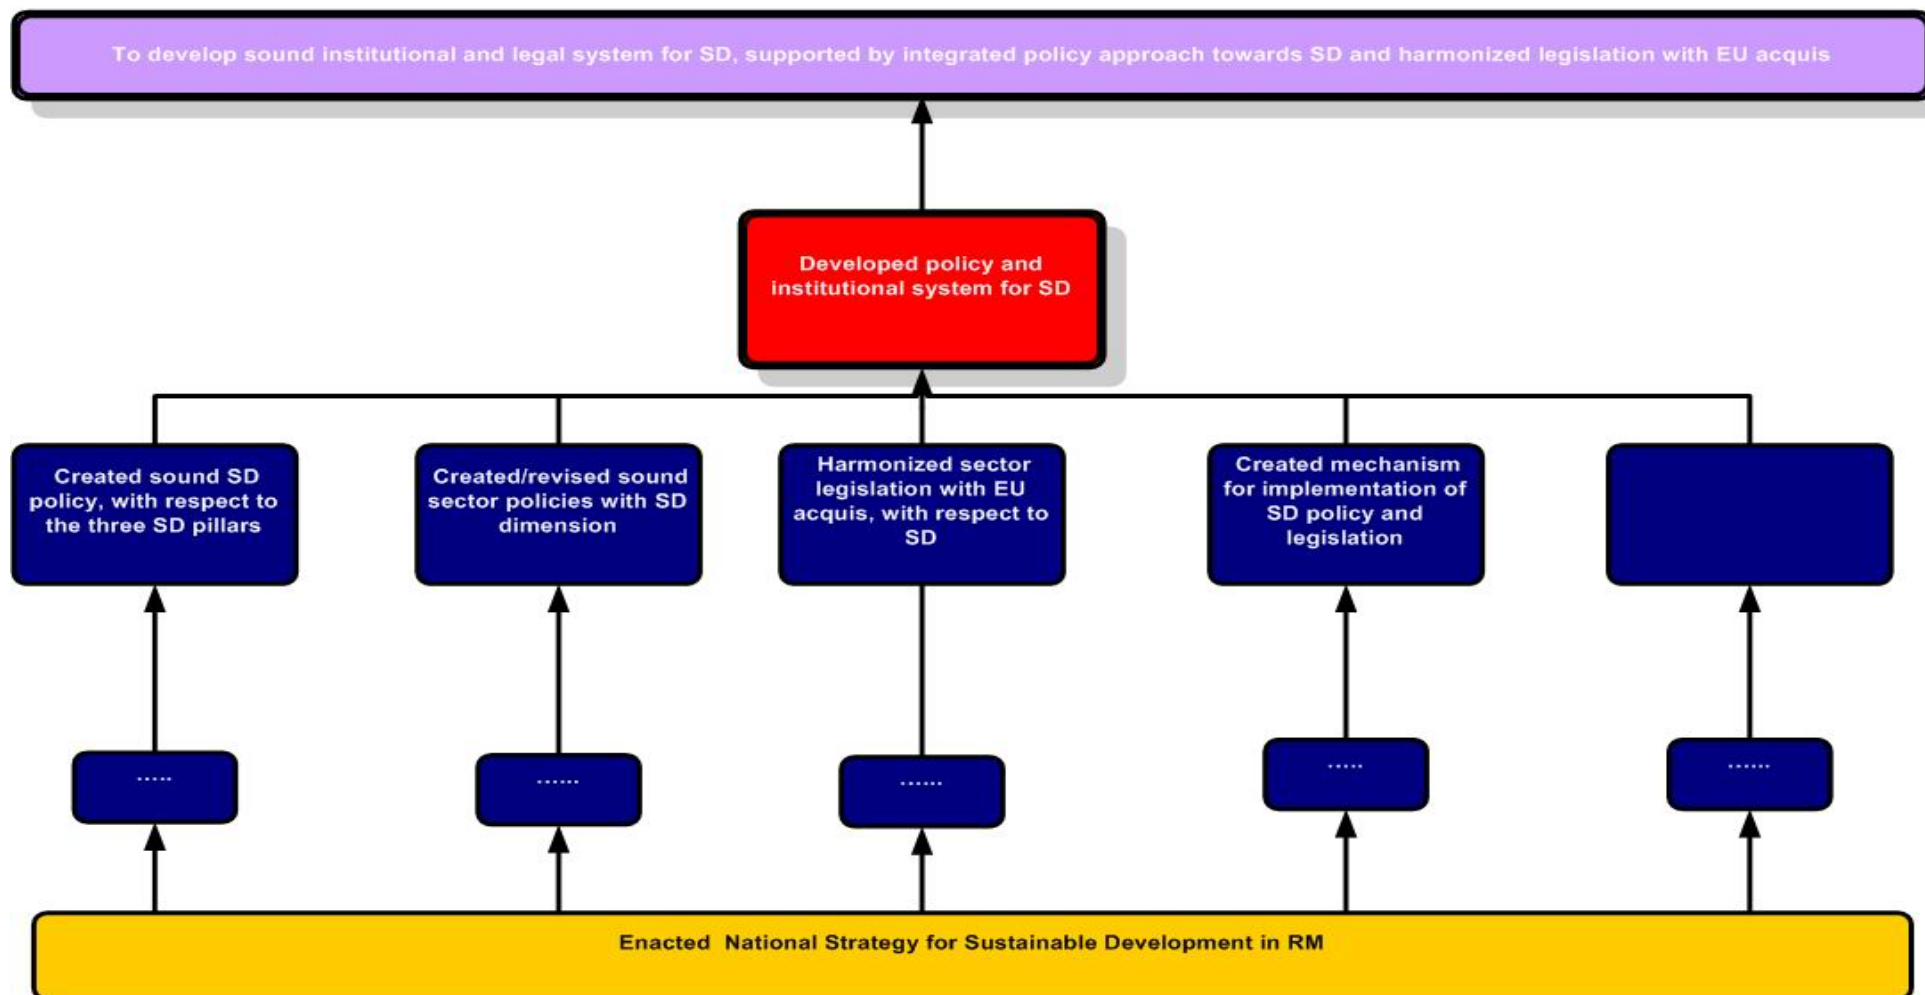 To develop sound institutional and legal system for SD, supported by integrated policy approach towards SD and harmonized legislation with EU acquis
Developed policy and
institutional system for SD
Created sound SD
policy, with respect to
the three SD pillars
Created/revised sound
sector policies with SD
dimension
Harmonized sector
legislation with EU
acquis, with respect to
SD
Created mechanism
for implementation of
SD policy and
legislation
.....
......
......
.....
......
Enacted  National Strategy for Sustainable Development in RM